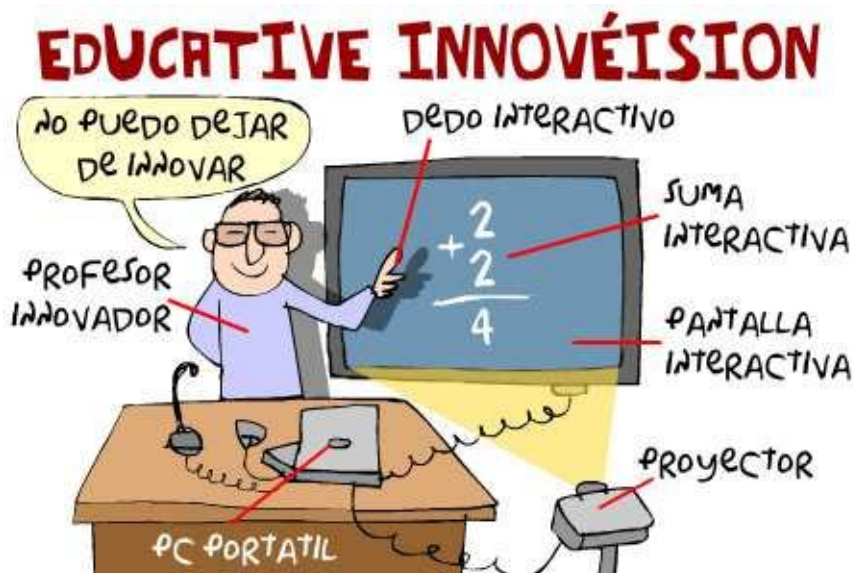 EDUCATIVE INNOVÉISION
NO PUEDO DEJAR
DE INNOVAR
DEDO INTERACTIVO
2
+ 2
4
SUMA
INTERACTIVA
PROFESOR
INNOVADOR
PANTALLA
INTERACTIVA
PROYECTOR
PC PORTATIL